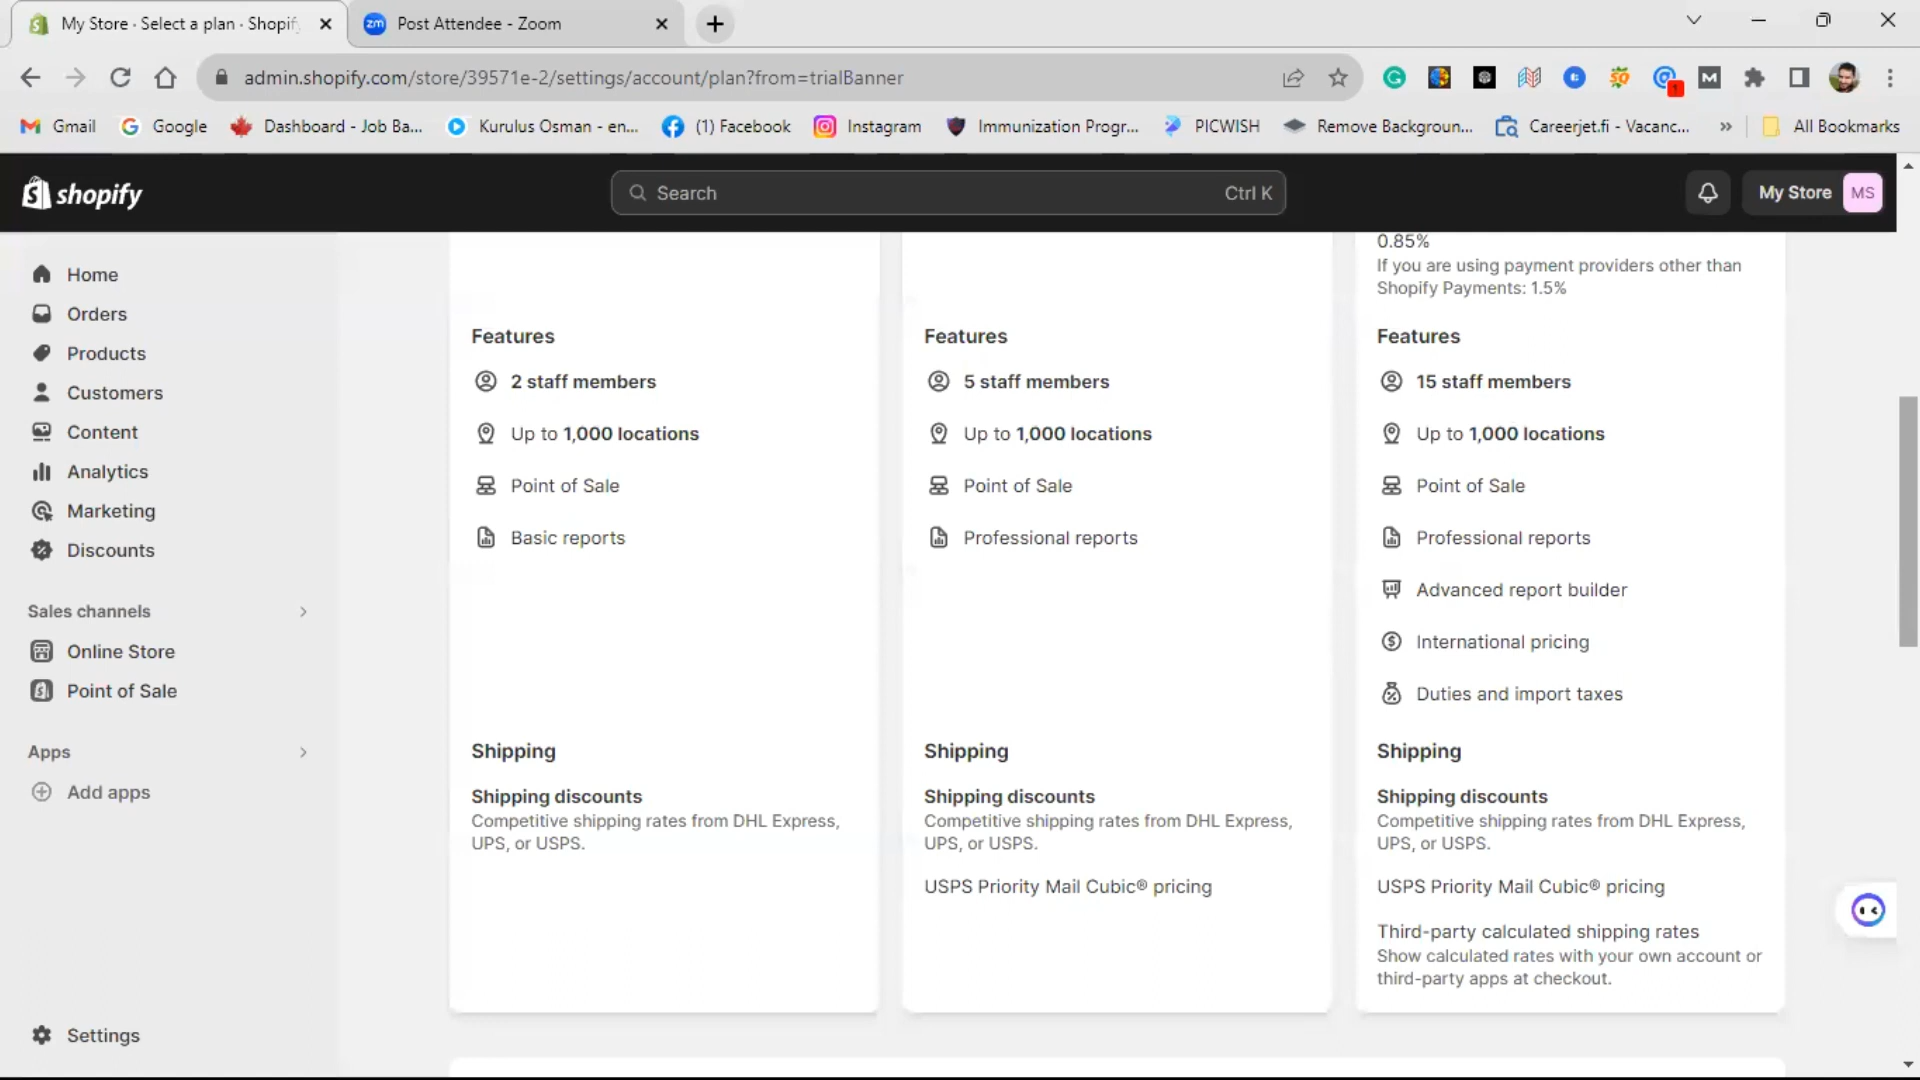 My Store · Select a plan · Shopify
Post Attendee - Zoom
admin.shopify.com/store/39571e-2/settings/account/plan?from=trialBanner
Gmail
Google
Dashboard - Job Ba...
Kurulus Osman - en...
(1) Facebook
Instagram
Immunization Progr...
PICWISH
Remove Backgroun...
Careerjet.fi - Vacanc...
»
All Bookmarks
shopify
Search
Ctrl K
My Store
MS
Home
Orders
Products
Customers
Content
Analytics
Marketing
Discounts
Sales channels
Online Store
Point of Sale
Apps
Add apps
Settings
Features
2 staff members
Up to 1,000 locations
Point of Sale
Basic reports
Shipping
Shipping discounts
Competitive shipping rates from DHL Express,
UPS, or USPS.
Features
5 staff members
Up to 1,000 locations
Point of Sale
Professional reports
Shipping
Shipping discounts
Competitive shipping rates from DHL Express,
UPS, or USPS.
USPS Priority Mail Cubic® pricing
0.85%
If you are using payment providers other than
Shopify Payments: 1.5%
Features
15 staff members
Up to 1,000 locations
Point of Sale
Professional reports
Advanced report builder
International pricing
Duties and import taxes
Shipping
Shipping discounts
Competitive shipping rates from DHL Express,
UPS, or USPS.
USPS Priority Mail Cubic® pricing
Third-party calculated shipping rates
Show calculated rates with your own account or
third-party apps at checkout.